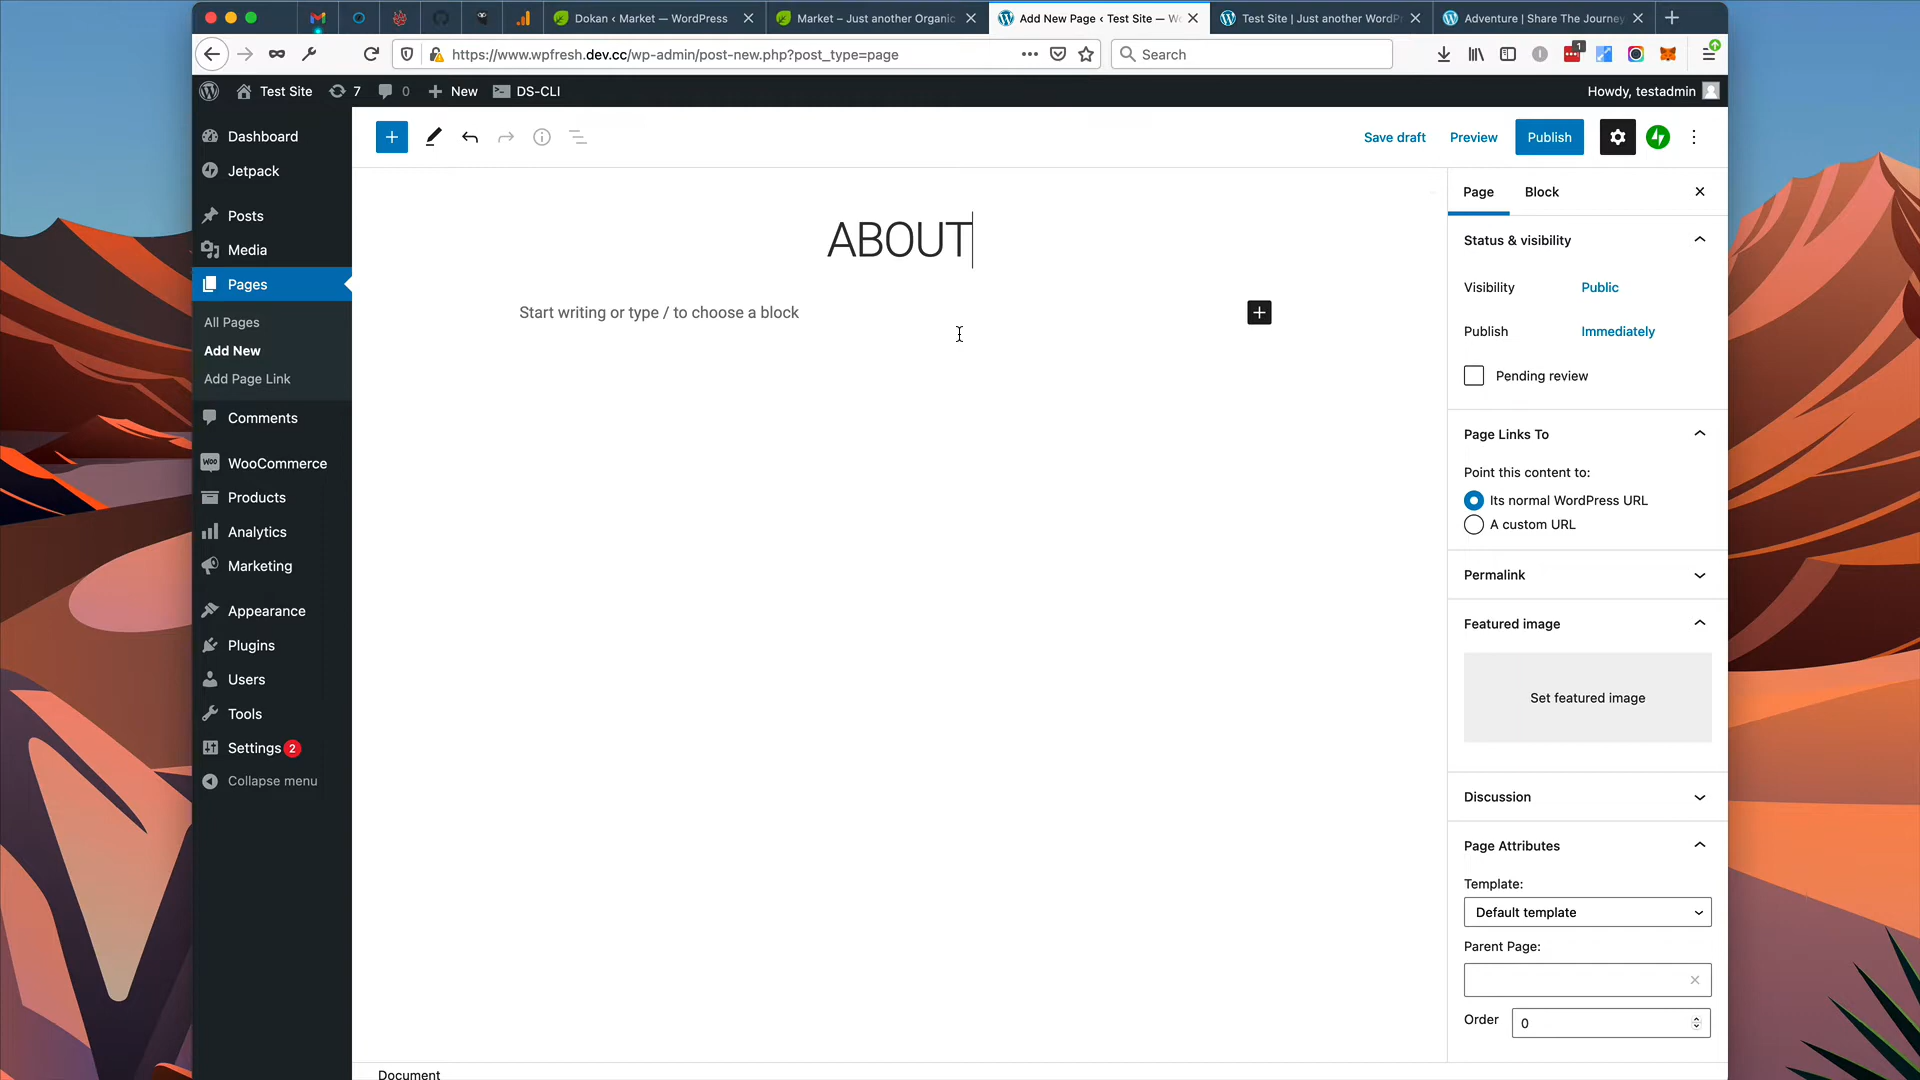 Dokan ‹ Market — WordPress
Market – Just another Organic
Add New Page ‹ Test Site — W
Test Site | Just another WordP
Adventure | Share The Journey
https://www.wpfresh.dev.cc/wp-admin/post-new.php?post_type=page
Search
1
Test Site
7
0
New
DS-CLI
Howdy, testadmin
Dashboard
Jetpack
Posts
Media
Pages
All Pages
Add New
Add Page Link
Comments
WooCommerce
Products
Analytics
Marketing
Appearance
Plugins
Users
Tools
Settings 2
Collapse menu
Save draft
Preview
Publish
ABOUT
Start writing or type / to choose a block
Page
Block
Status & visibility
Visibility
Public
Publish
Immediately
Pending review
Page Links To
Point this content to:
Its normal WordPress URL
A custom URL
Permalink
Featured image
Set featured image
Discussion
Page Attributes
Template:
Default template
Parent Page:
Order
0
Document